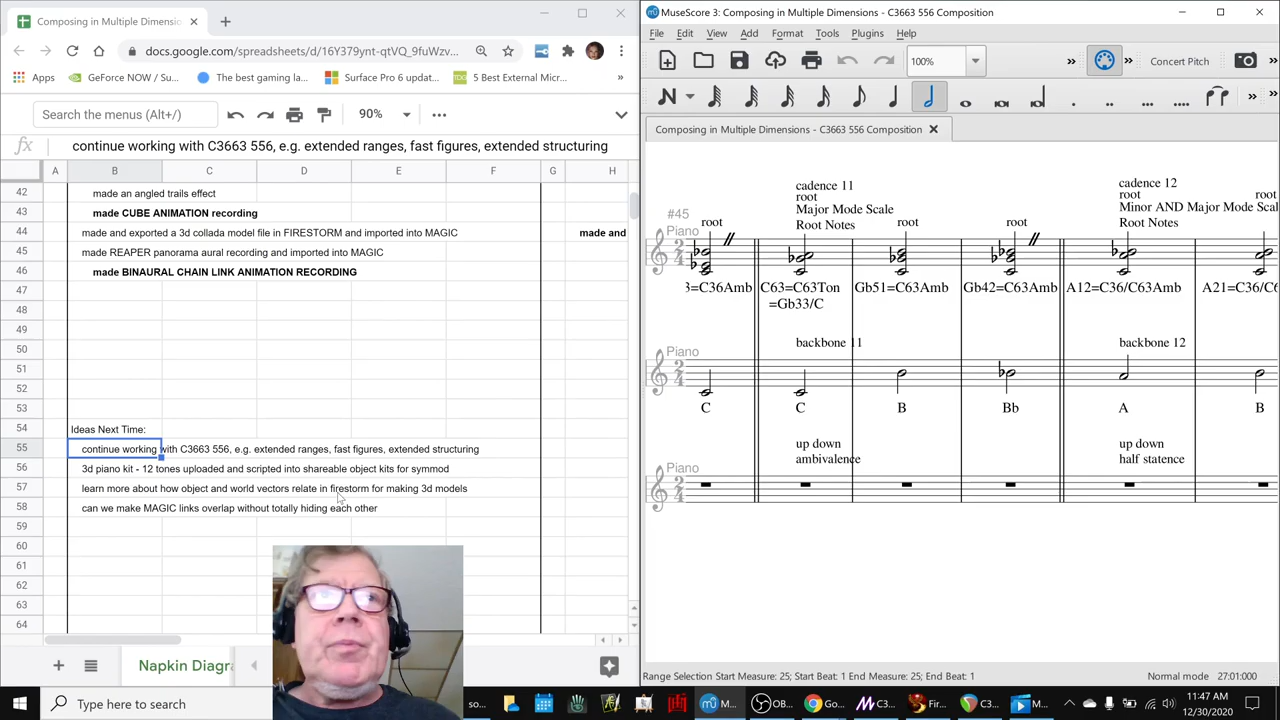 Composing in Multiple Dimensio
docs.google.com/spreadsheets/d/16Y379ynt-qtVQ_9fuWzv...
Apps
GeForce NOW / Su...
The best gaming la...
Surface Pro 6 updat...
5 Best External Micr...
Search the menus (Alt+/)
90%
fx continue working with C3663 556, e.g. extended ranges, fast figures, extended structuring
A B C D E F G H
42 made an angled trails effect
43 made CUBE ANIMATION recording
44 made and exported a 3d collada model file in FIRESTORM and imported into MAGIC made and
45 made REAPER panorama aural recording and imported into MAGIC
46 made BINAURAL CHAIN LINK ANIMATION RECORDING
47
48
49
50
51
52
53
54 Ideas Next Time:
55 continue working with C3663 556, e.g. extended ranges, fast figures, extended structuring
56 3d piano kit - 12 tones uploaded and scripted into shareable object kits for symmod
57 learn more about how object and world vectors relate in firestorm for making 3d models
58 can we make MAGIC links overlap without totally hiding each other
59
60
61
62
63
64
Napkin Diagra
MuseScore 3: Composing in Multiple Dimensions - C3663 556 Composition
File Edit View Add Format Tools Plugins Help
100%
Concert Pitch
Composing in Multiple Dimensions - C3663 556 Composition
cadence 11
root
Major Mode Scale
Root Notes
cadence 12
root
Minor AND Major Mode Scal
Root Notes
#45
Piano
root
root
root
3=C36Amb C63=C63Ton Gb51=C63Amb Gb42=C63Amb A12=C36/C63Amb A21=C36/C6
=Gb33/C
backbone 11
backbone 12
Piano
C C B Bb A B
up down
ambivalence
up down
half statence
Piano
Range Selection Start Measure: 25; Start Beat: 1 End Measure: 25; End Beat: 1
Normal mode
27:01:000
Type here to search
so...
M...
OB...
Go...
C3...
Fir...
C3...
Mo...
11:47 AM
12/30/2020